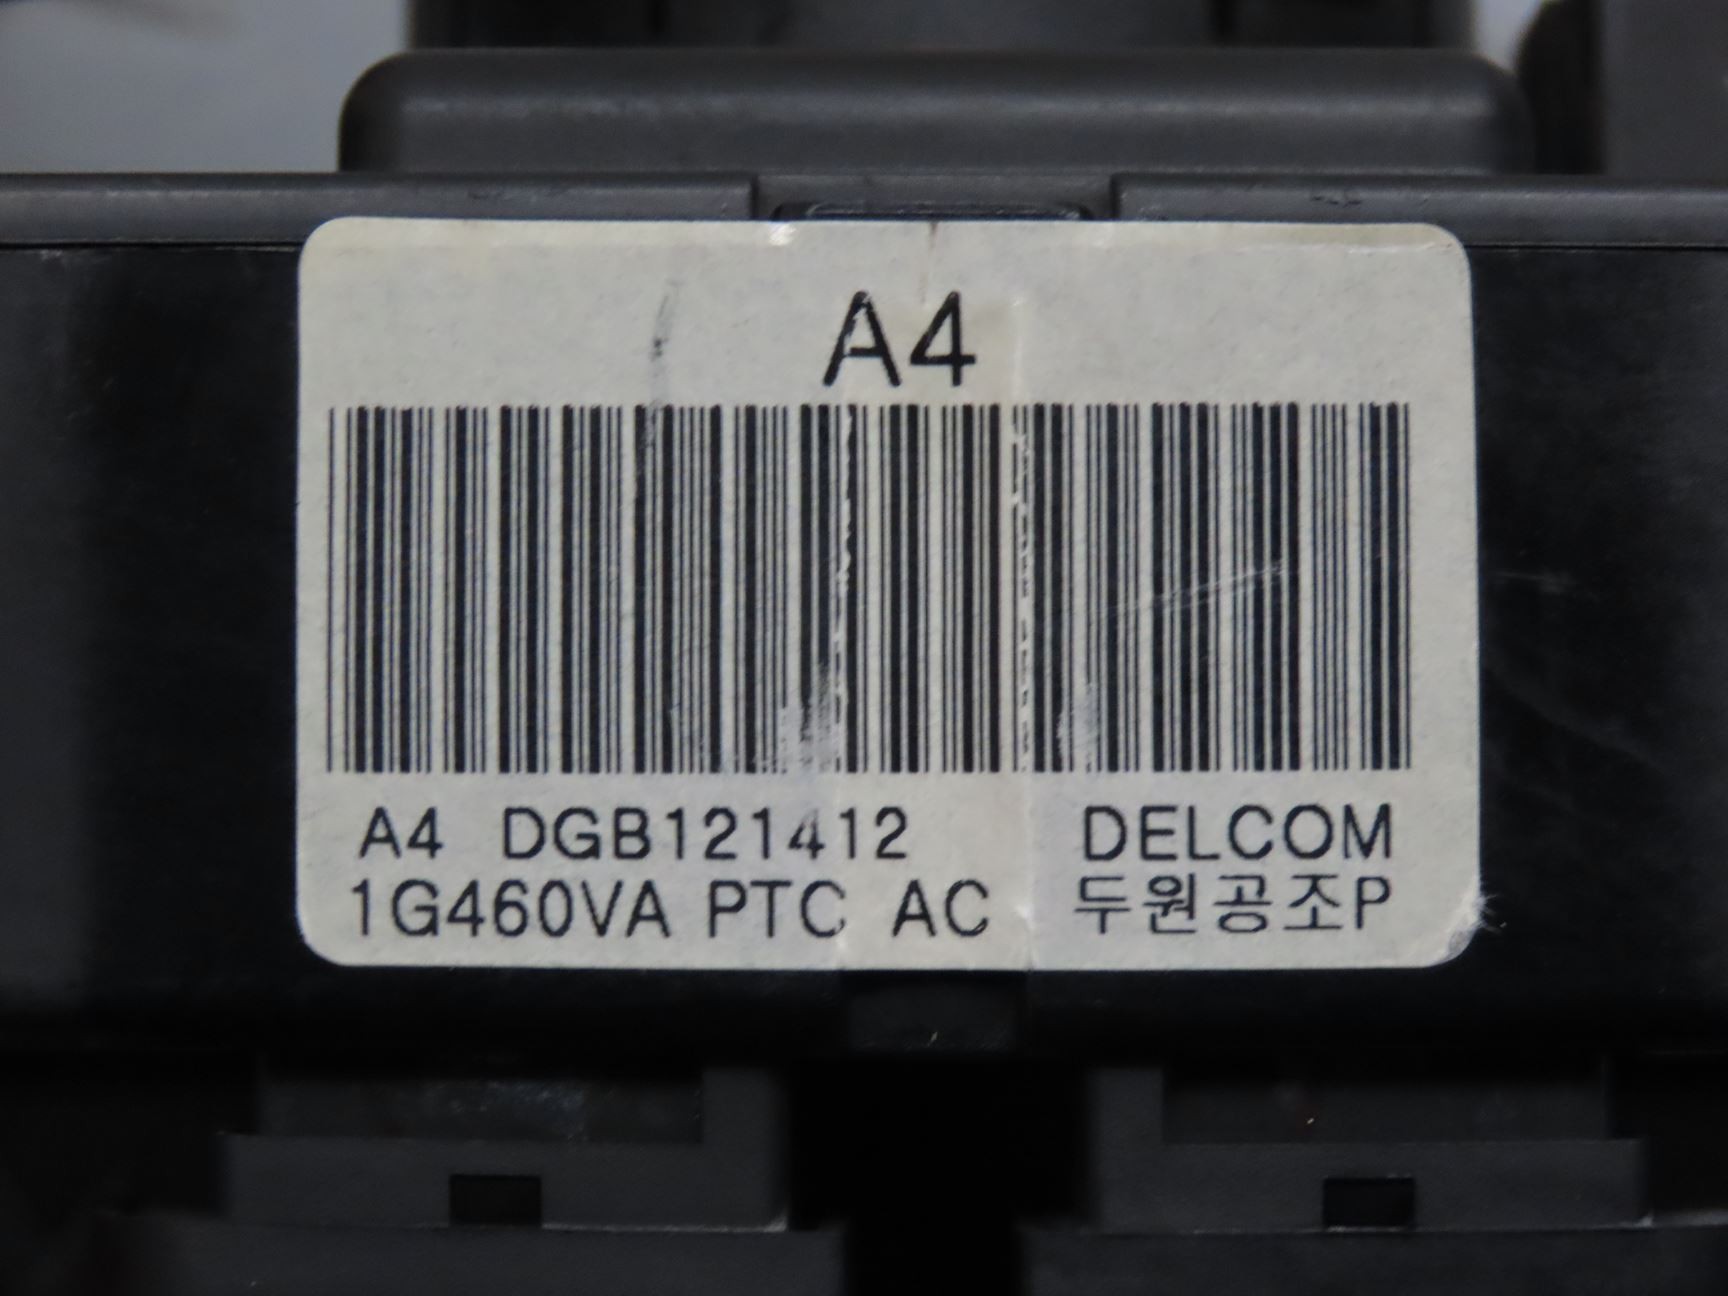 A4
A4 DGB121412 DELCOM
1G460VA PTC AC 두원공조P